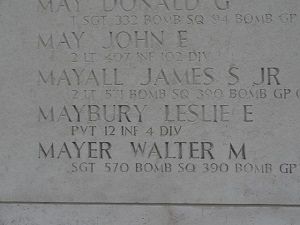 MAY DONALD G
T SGT 332 BOMB SQ 94 BOMB GP
MAY JOHN E
2 LT 407 INF 102 DIV
MAYALL JAMES S JR
2 LT 571 BOMB SQ 390 BOMB GP (
MAYBURY LESLIE E
PVT 12 INF 4 DIV
MAYER WALTER M
SGT 570 BOMB SQ 390 BOMB GP (